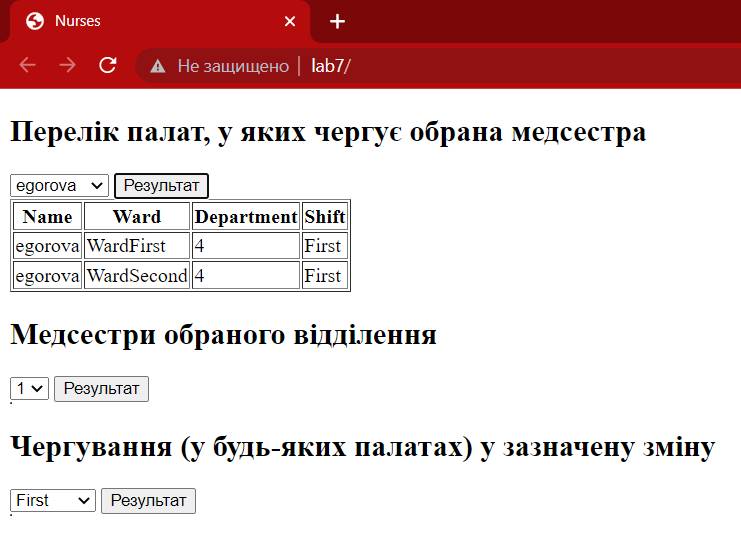 Nurses
Не защищено | lab7/
Перелік палат, у яких чергує обрана медсестра
egorova Результат
Name Ward Department Shift
egorova WardFirst 4 First
egorova WardSecond 4 First
Медсестри обраного відділення
1 Результат
Чергування (у будь-яких палатах) у зазначену зміну
First Результат